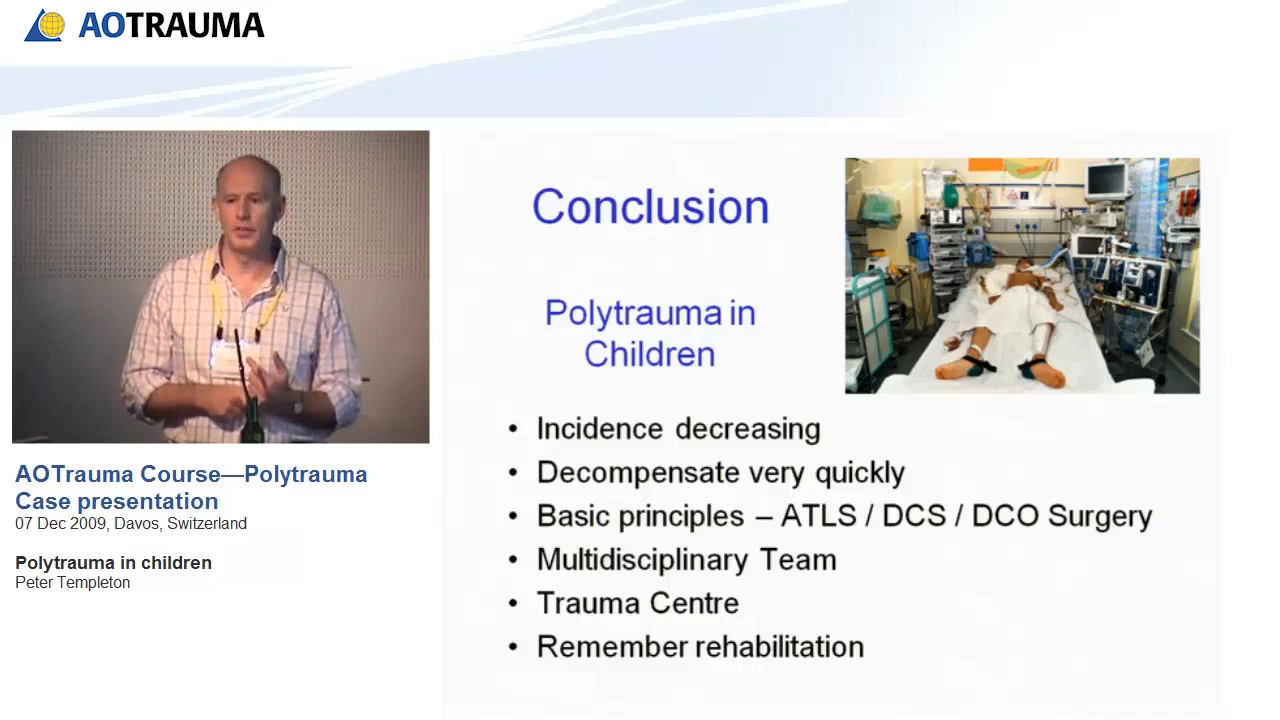 AOTRAUMA
AOTrauma Course—Polytrauma
Case presentation
07 Dec 2009, Davos, Switzerland
Polytrauma in children
Peter Templeton
Conclusion
Polytrauma in
Children
• Incidence decreasing
• Decompensate very quickly
• Basic principles – ATLS / DCS / DCO Surgery
• Multidisciplinary Team
• Trauma Centre
• Remember rehabilitation